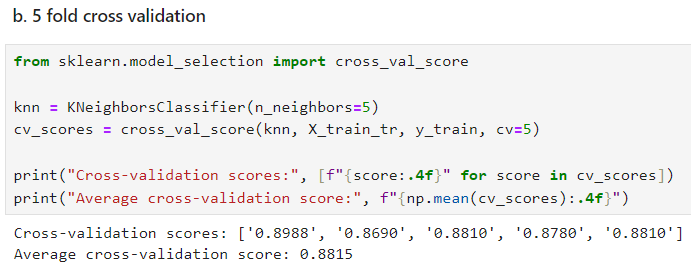 b. 5 fold cross validation
from sklearn.model_selection import cross_val_score
knn = KNeighborsClassifier(n_neighbors=5)
cv_scores = cross_val_score(knn, X_train_tr, y_train, cv=5)
print("Cross-validation scores:", [f"{score:.4f}" for score in cv_scores])
print("Average cross-validation score:", f"{np.mean(cv_scores):.4f}")
Cross-validation scores: ['0.8988', '0.8690', '0.8810', '0.8780', '0.8810']
Average cross-validation score: 0.8815